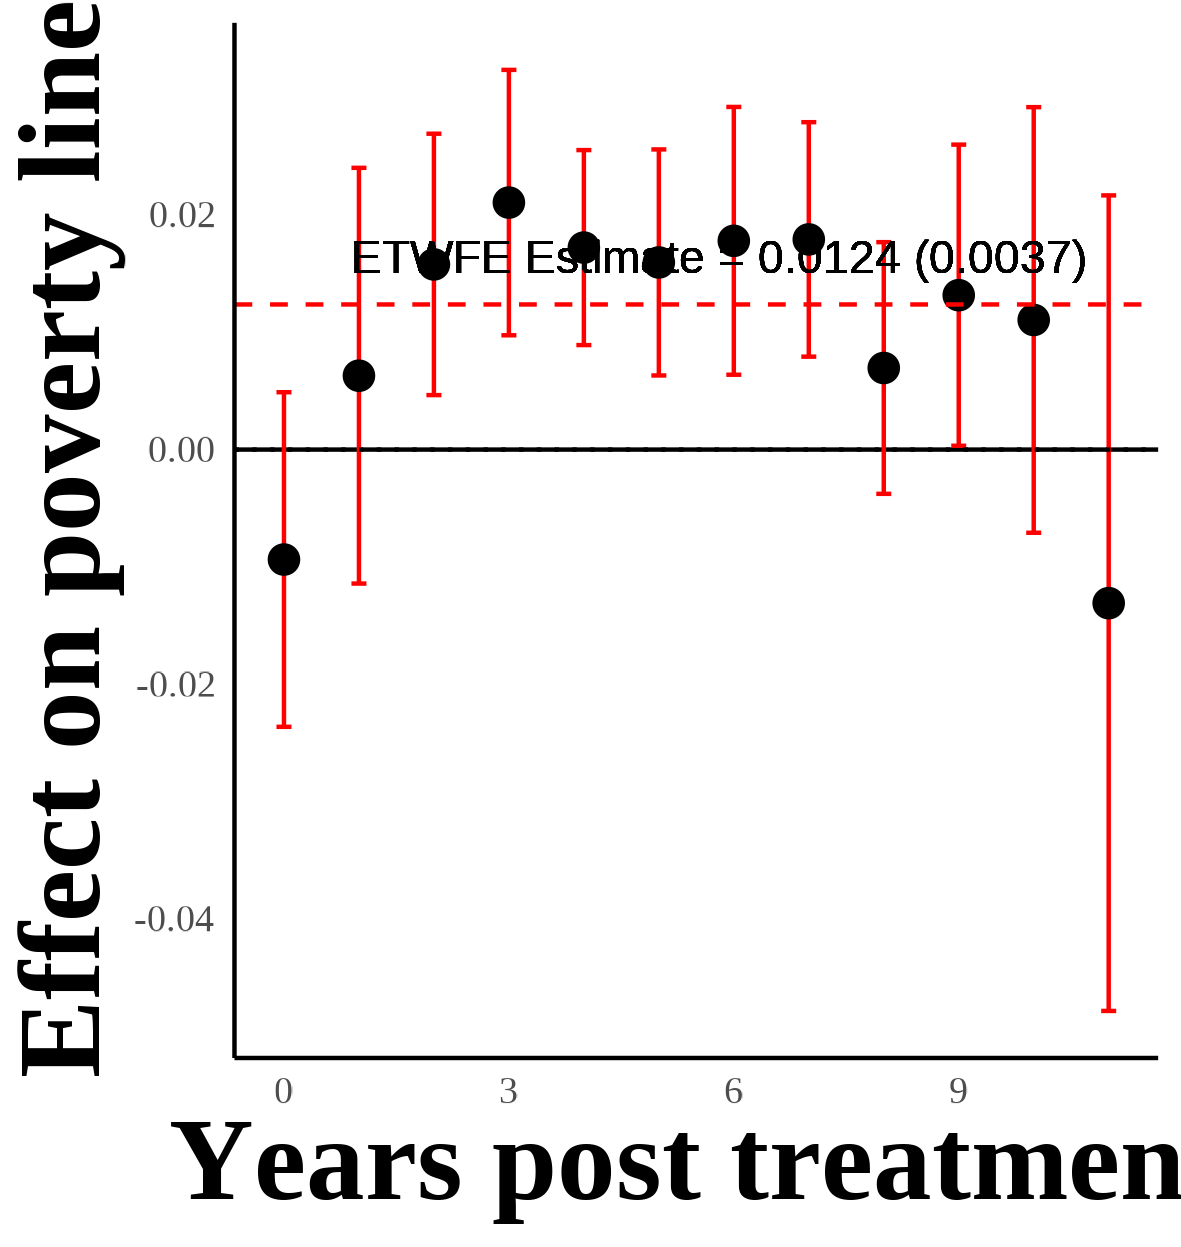 Effect on poverty line
0.02
0.00
-0.02
-0.04
ETWFE Estimate = 0.0124 (0.0037)
0 3 6 9
Years post treatmen